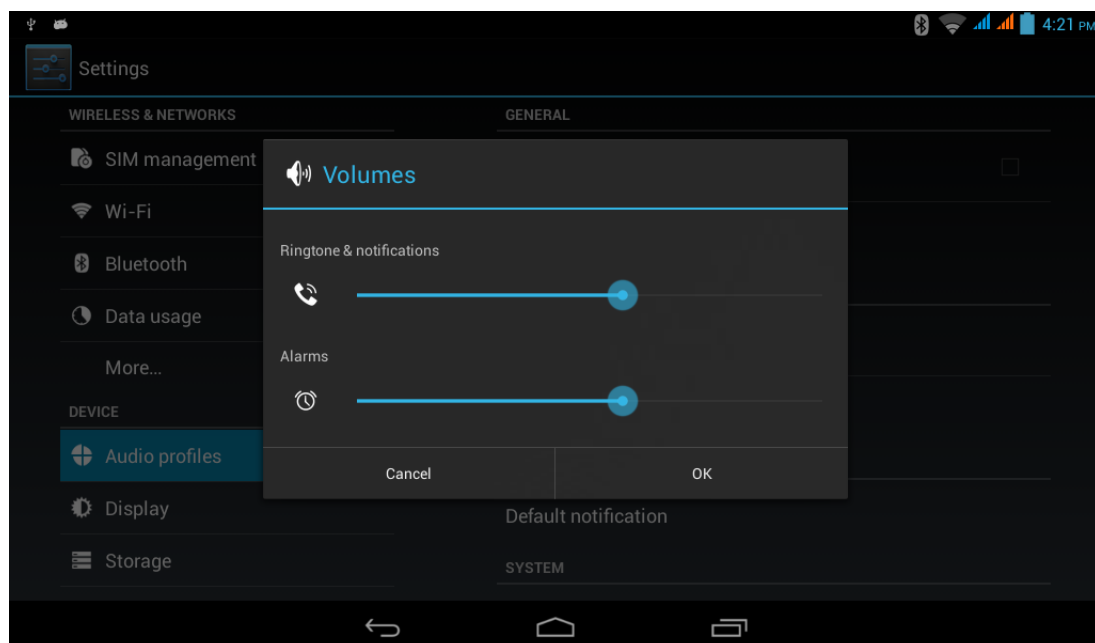 4:21 PM
Settings
WIRELESS & NETWORKS
GENERAL
SIM management
Volumes
Wi-Fi
Ringtone & notifications
Bluetooth
Data usage
Alarms
More...
DEVICE
Audio profiles
Cancel
OK
Display
Default notification
Storage
SYSTEM